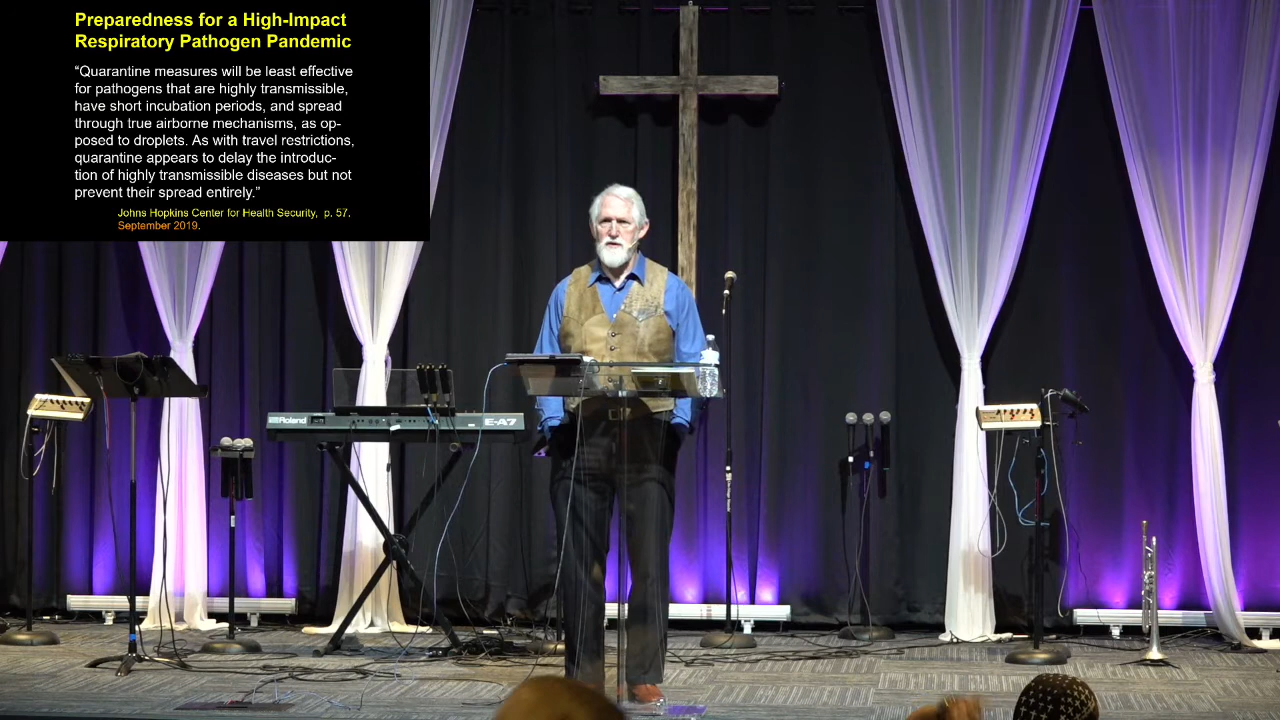 Preparedness for a High-Impact
Respiratory Pathogen Pandemic
“Quarantine measures will be least effective
for pathogens that are highly transmissible,
have short incubation periods, and spread
through true airborne mechanisms, as op-
posed to droplets. As with travel restrictions,
quarantine appears to delay the introduc-
tion of highly transmissible diseases but not
prevent their spread entirely.”
Johns Hopkins Center for Health Security, p. 57.
September 2019.
Roland
E-A7